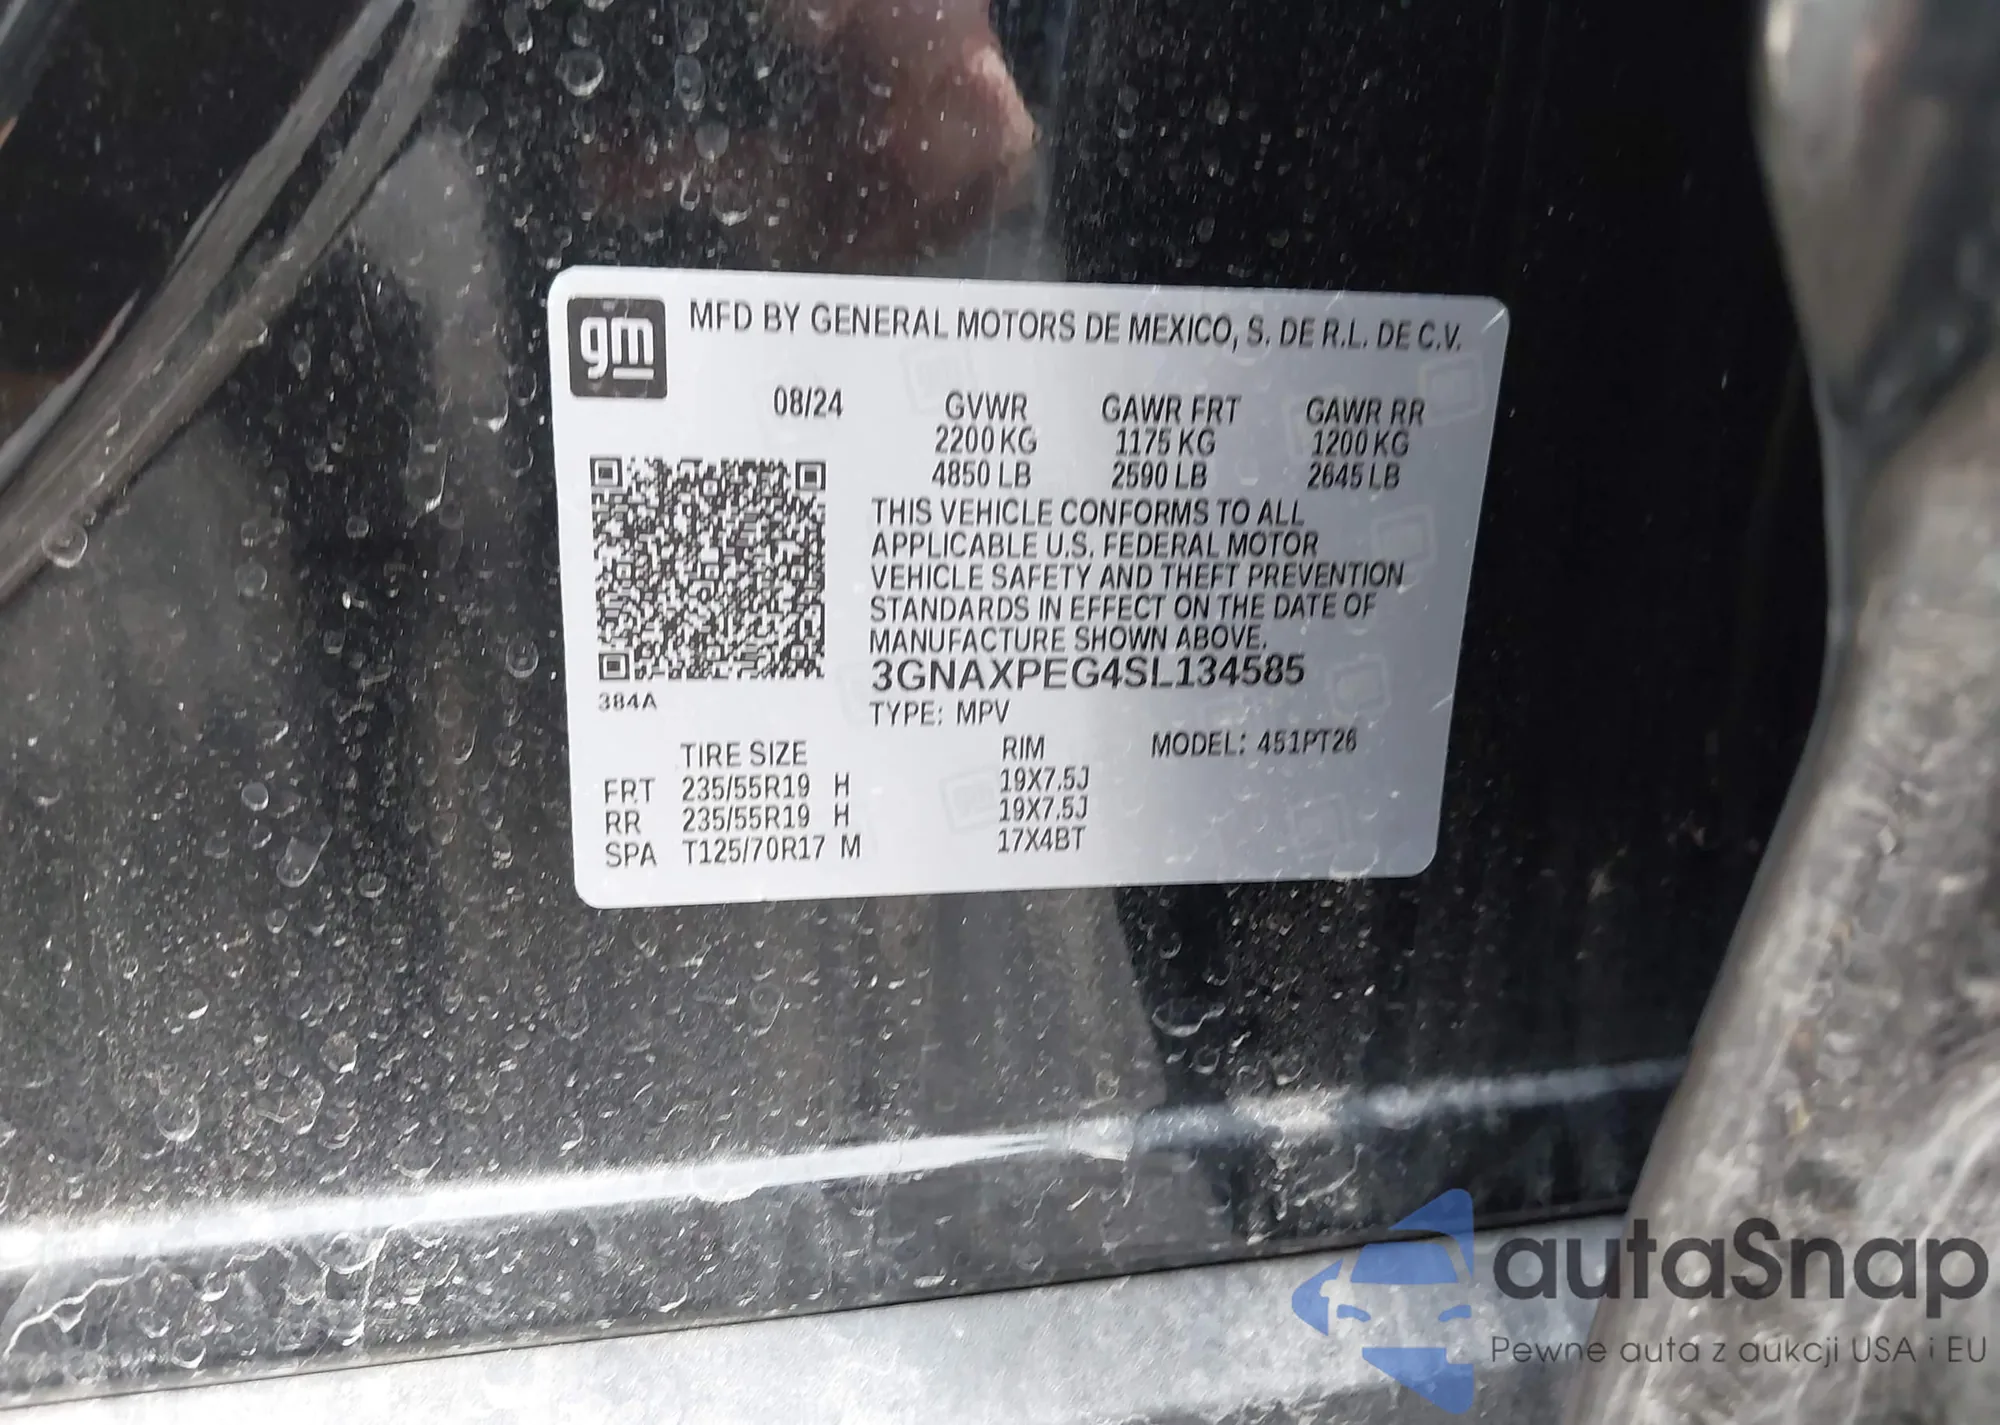 gm
MFD BY GENERAL MOTORS DE MEXICO, S. DE R.L. DE C.V.
08/24 GVWR GAWR FRT GAWR RR
2200 KG 1175 KG 1200 KG
4850 LB 2590 LB 2645 LB
THIS VEHICLE CONFORMS TO ALL
APPLICABLE U.S. FEDERAL MOTOR
VEHICLE SAFETY AND THEFT PREVENTION
STANDARDS IN EFFECT ON THE DATE OF
MANUFACTURE SHOWN ABOVE.
3GNAXPEG4SL134585
384A
TYPE: MPV
TIRE SIZE RIM MODEL: 451PT26
FRT 235/55R19 H 19X7.5J
RR 235/55R19 H 19X7.5J
SPA T125/70R17 M 17X4BT
autaSnap
Pewne auta z aukcji USA i EU